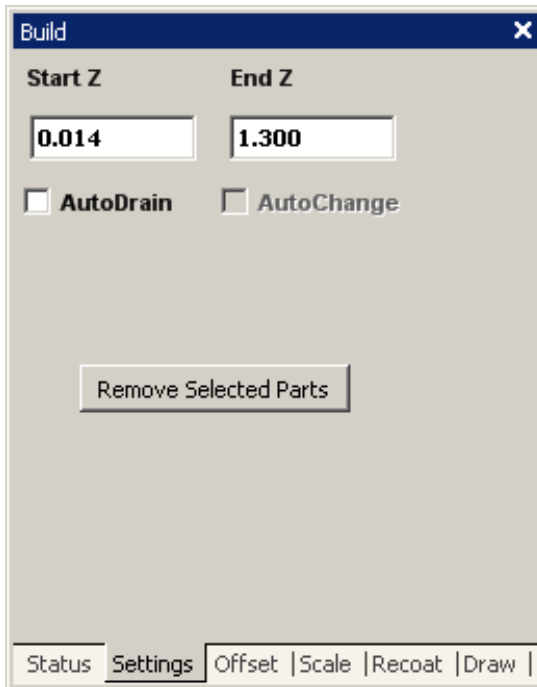 Build
Start Z End Z
0.014 1.300
AutoDrain AutoChange
Remove Selected Parts
Status Settings Offset Scale Recoat Draw